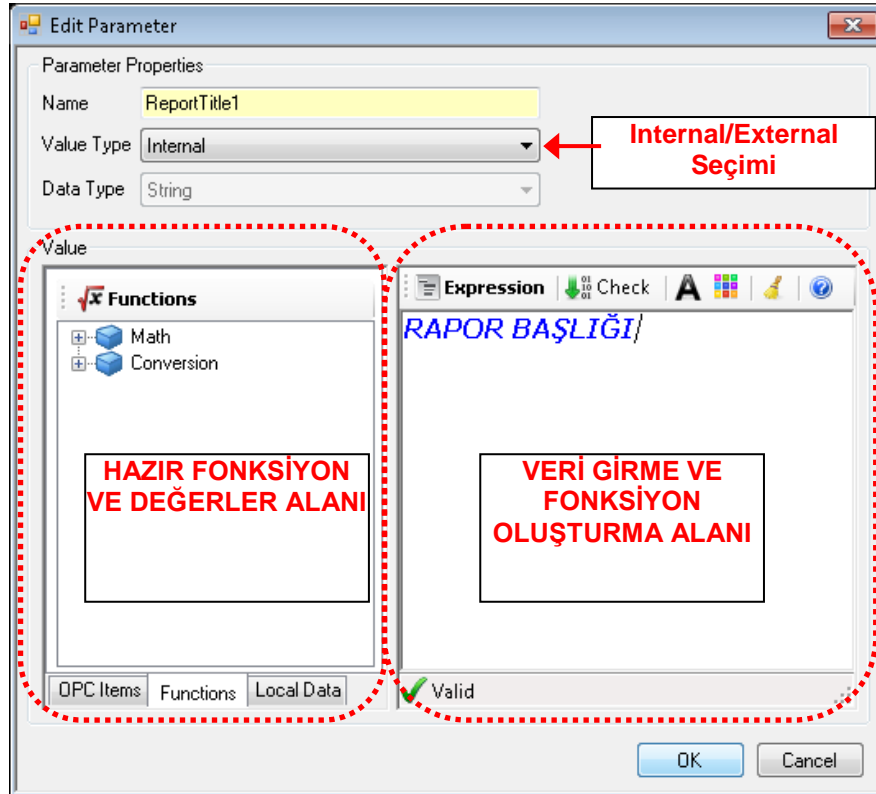 Edit Parameter
Parameter Properties
Name ReportTitle1
Value Type Internal
Internal/External
Seçimi
Data Type String
Value
Functions
Math
Conversion
HAZIR FONKSİYON
VE DEĞERLER ALANI
OPC Items Functions Local Data
Expression Check A
RAPOR BAŞLIĞI
VERİ GİRME VE
FONKSİYON
OLUŞTURMA ALANI
Valid
OK Cancel